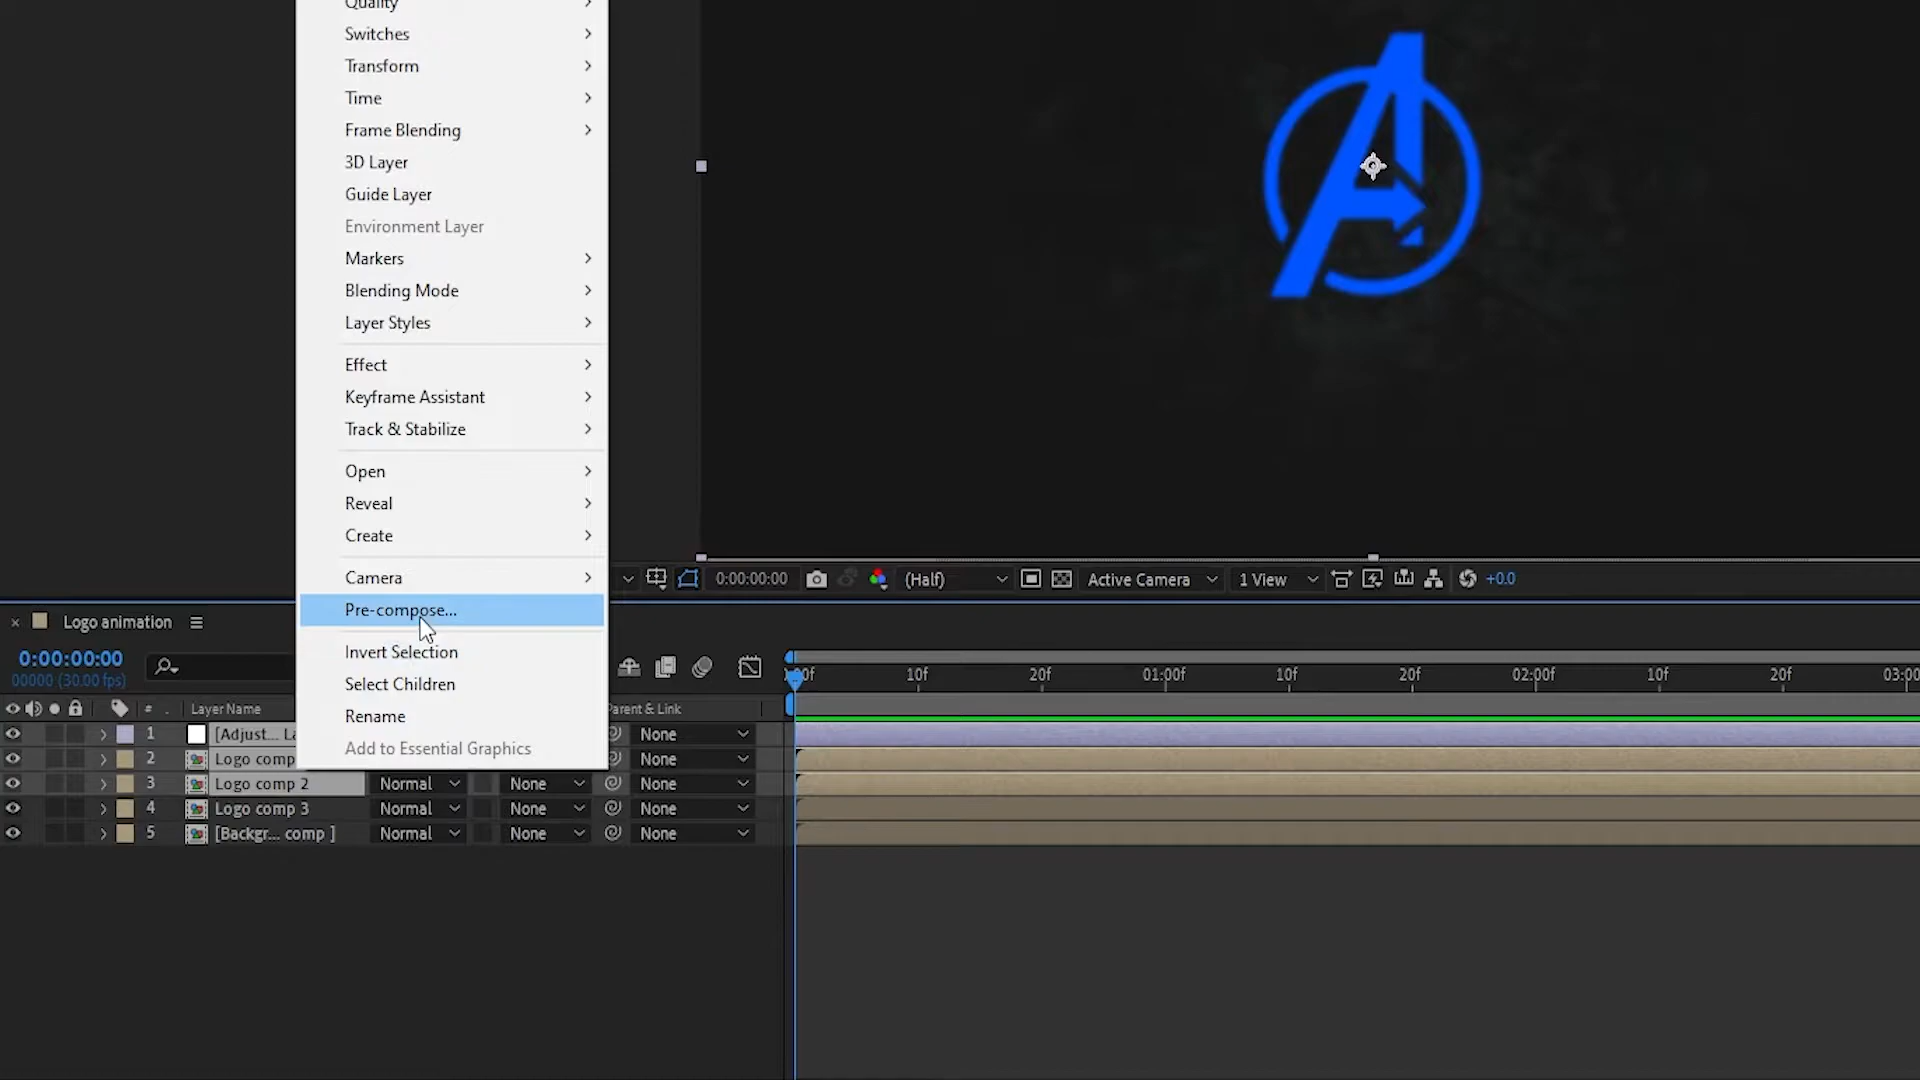 Quality
Switches
Transform
Time
Frame Blending
3D Layer
Guide Layer
Environment Layer
Markers
Blending Mode
Layer Styles
Effect
Keyframe Assistant
Track & Stabilize
Open
Reveal
Create
Camera
Pre-compose...
Invert Selection
Select Children
Rename
Add to Essential Graphics
0:00:00:00 (Half) Active Camera 1 View +0.0
Logo animation
0:00:00:00
00000 (30.00 fps)
10f 20f 01:00f 10f 20f 02:00f 10f 20f
# Layer Name Parent & Link
1 [Adjust... None
2 Logo comp None
3 Logo comp 2 Normal None None
4 Logo comp 3 Normal None None
5 [Backgr... comp ] Normal None None